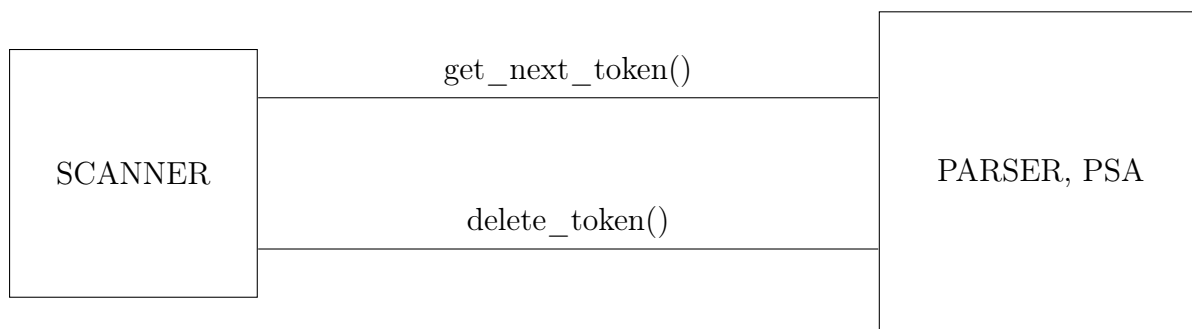 get_next_token()
SCANNER
PARSER, PSA
delete_token()